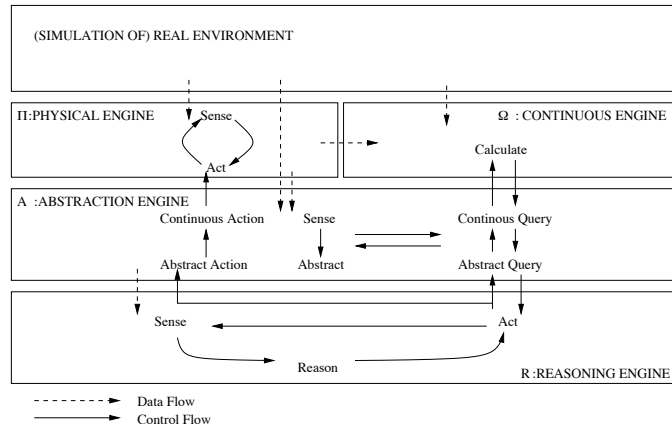 (SIMULATION OF) REAL ENVIRONMENT
Π:PHYSICAL ENGINE
Sense
Act
Ω : CONTINUOUS ENGINE
Calculate
A :ABSTRACTION ENGINE
Continuous Action
Sense
Continous Query
Abstract Action
Abstract
Abstract Query
Sense
Act
Reason
R :REASONING ENGINE
Data Flow
Control Flow